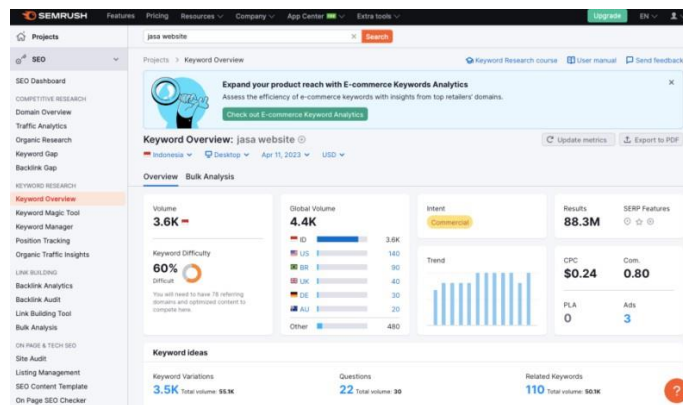 SEMRUSH
Features Pricing Resources Company App Center Extra tools Upgrade EN
Projects
jasa website
Search
SEO
Projects > Keyword Overview
Keyword Research course User manual Send feedback
SEO Dashboard
COMPETITIVE RESEARCH
Domain Overview
Traffic Analytics
Organic Research
Keyword Gap
Backlink Gap
KEYWORD RESEARCH
Keyword Overview
Keyword Magic Tool
Keyword Manager
Position Tracking
Organic Traffic Insights
LINK BUILDING
Backlink Analytics
Backlink Audit
Link Building Tool
Bulk Analysis
ON PAGE & TECH SEO
Site Audit
Listing Management
SEO Content Template
On Page SEO Checker
Expand your product reach with E-commerce Keywords Analytics
Assess the efficiency of e-commerce keywords with insights from top retailers' domains.
Check out E-commerce Keyword Analytics
Keyword Overview: jasa website
Update metrics Export to PDF
Indonesia Desktop Apr 11, 2023 USD
Overview Bulk Analysis
Volume
3.6K
Keyword Difficulty
60%
Difficult
You will need to have 78 referring
domains and optimized content to
compete here.
Global Volume
4.4K
ID 3.6K
US 140
BR 90
UK 40
DE 30
AU 20
Other 480
Intent
Commercial
Trend
Results SERP Features
88.3M
CPC Com.
$0.24 0.80
PLA Ads
0 3
Keyword ideas
Keyword Variations
3.5K Total volume: 55.1K
Questions
22 Total volume: 30
Related Keywords
110 Total volume: 50.1K
?